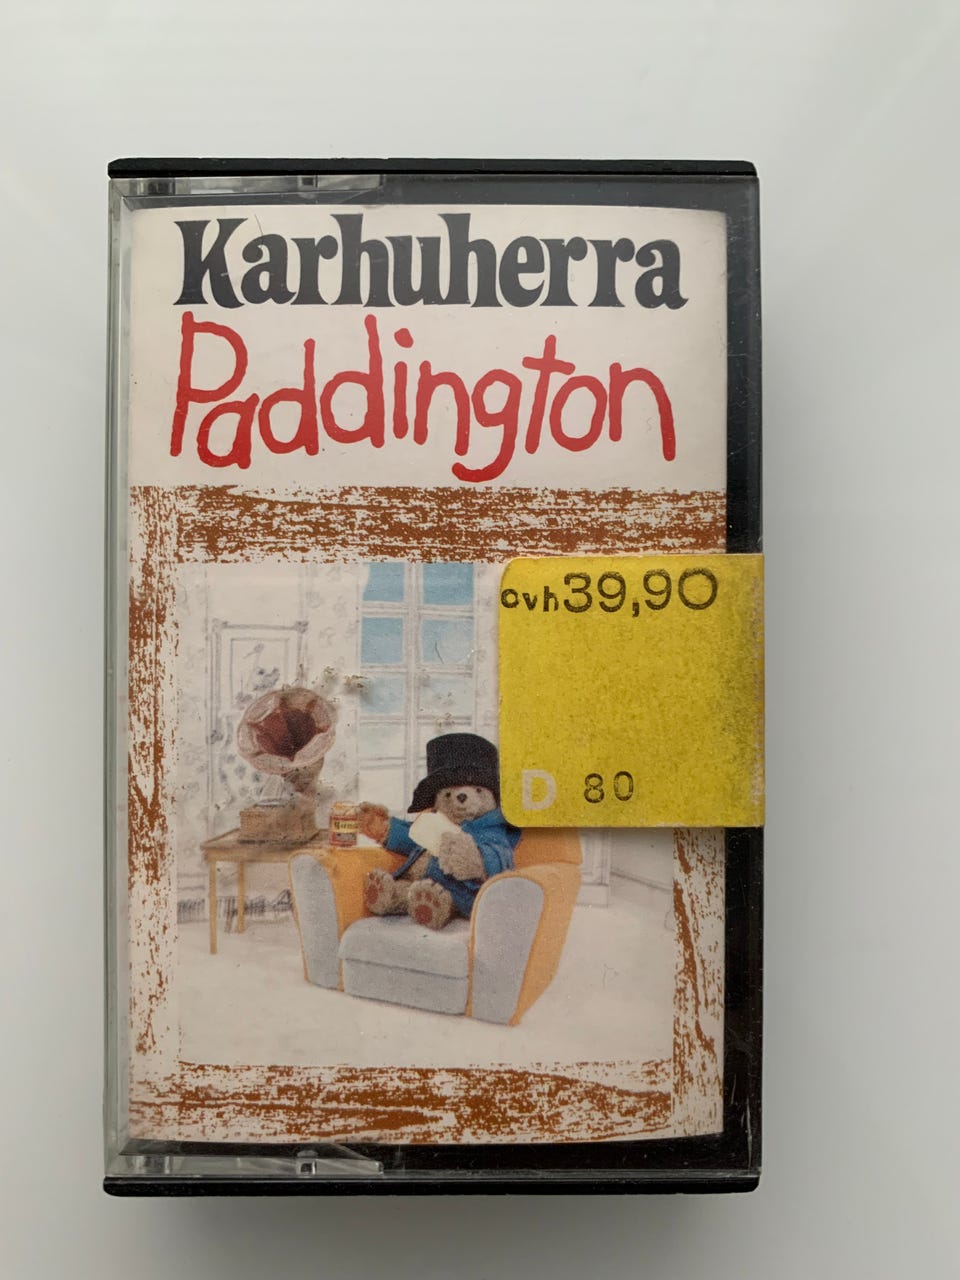 Karhuherra
Paddington
ovh39,90
D 80